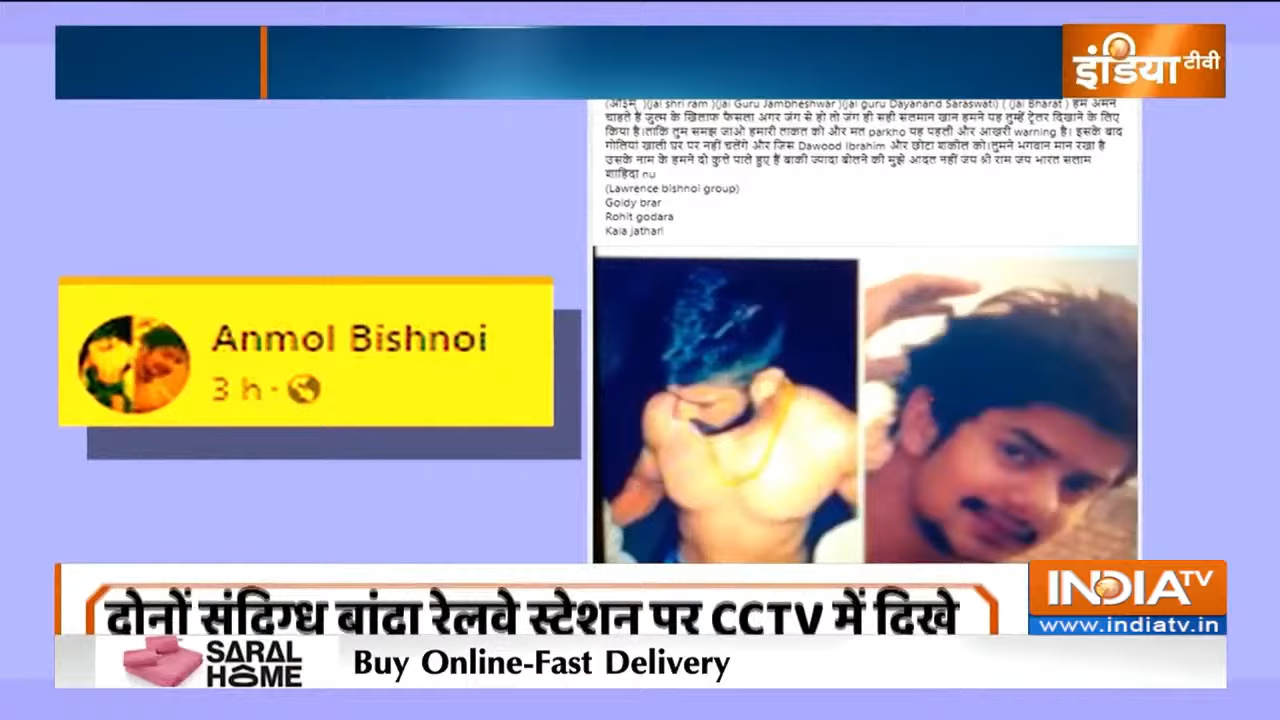 इंडिया टीवी
(ओ३म् )(jai shri ram )(jai Guru Jambheshwar )(jai guru Dayanand Saraswati) ( (jai Bharat ) हम अमन
चाहते है जुल्म के खिलाफ फैसला अगर जंग से हो तो जंग ही सही सलमान खान हमने यह तुम्हें ट्रेलर दिखाने के लिए
किया है।ताकि तुम समझ जाओ हमारी ताकत को और मत parkho यह पहली और आखरी warning है। इसके बाद
गोलियां खाली घर पर नहीं चलेंगे और जिस Dawood Ibrahim और छोटा शकील को।तुमने भगवान मान रखा है
उसके नाम के हमने दो कुत्ते पाले हुए हैं बाकी ज्यादा बोलने की मुझे आदत नहीं जय श्री राम जय भारत सलाम
शाहिदा nu
(Lawrence bishnoi group)
Goldy brar
Rohit godara
Kala jathari
Anmol Bishnoi
3 h ·
दोनों संदिग्ध बांद्रा रेलवे स्टेशन पर CCTV में दिखे
INDIA TV
www.indiatv.in
SARAL HOME
Buy Online-Fast Delivery